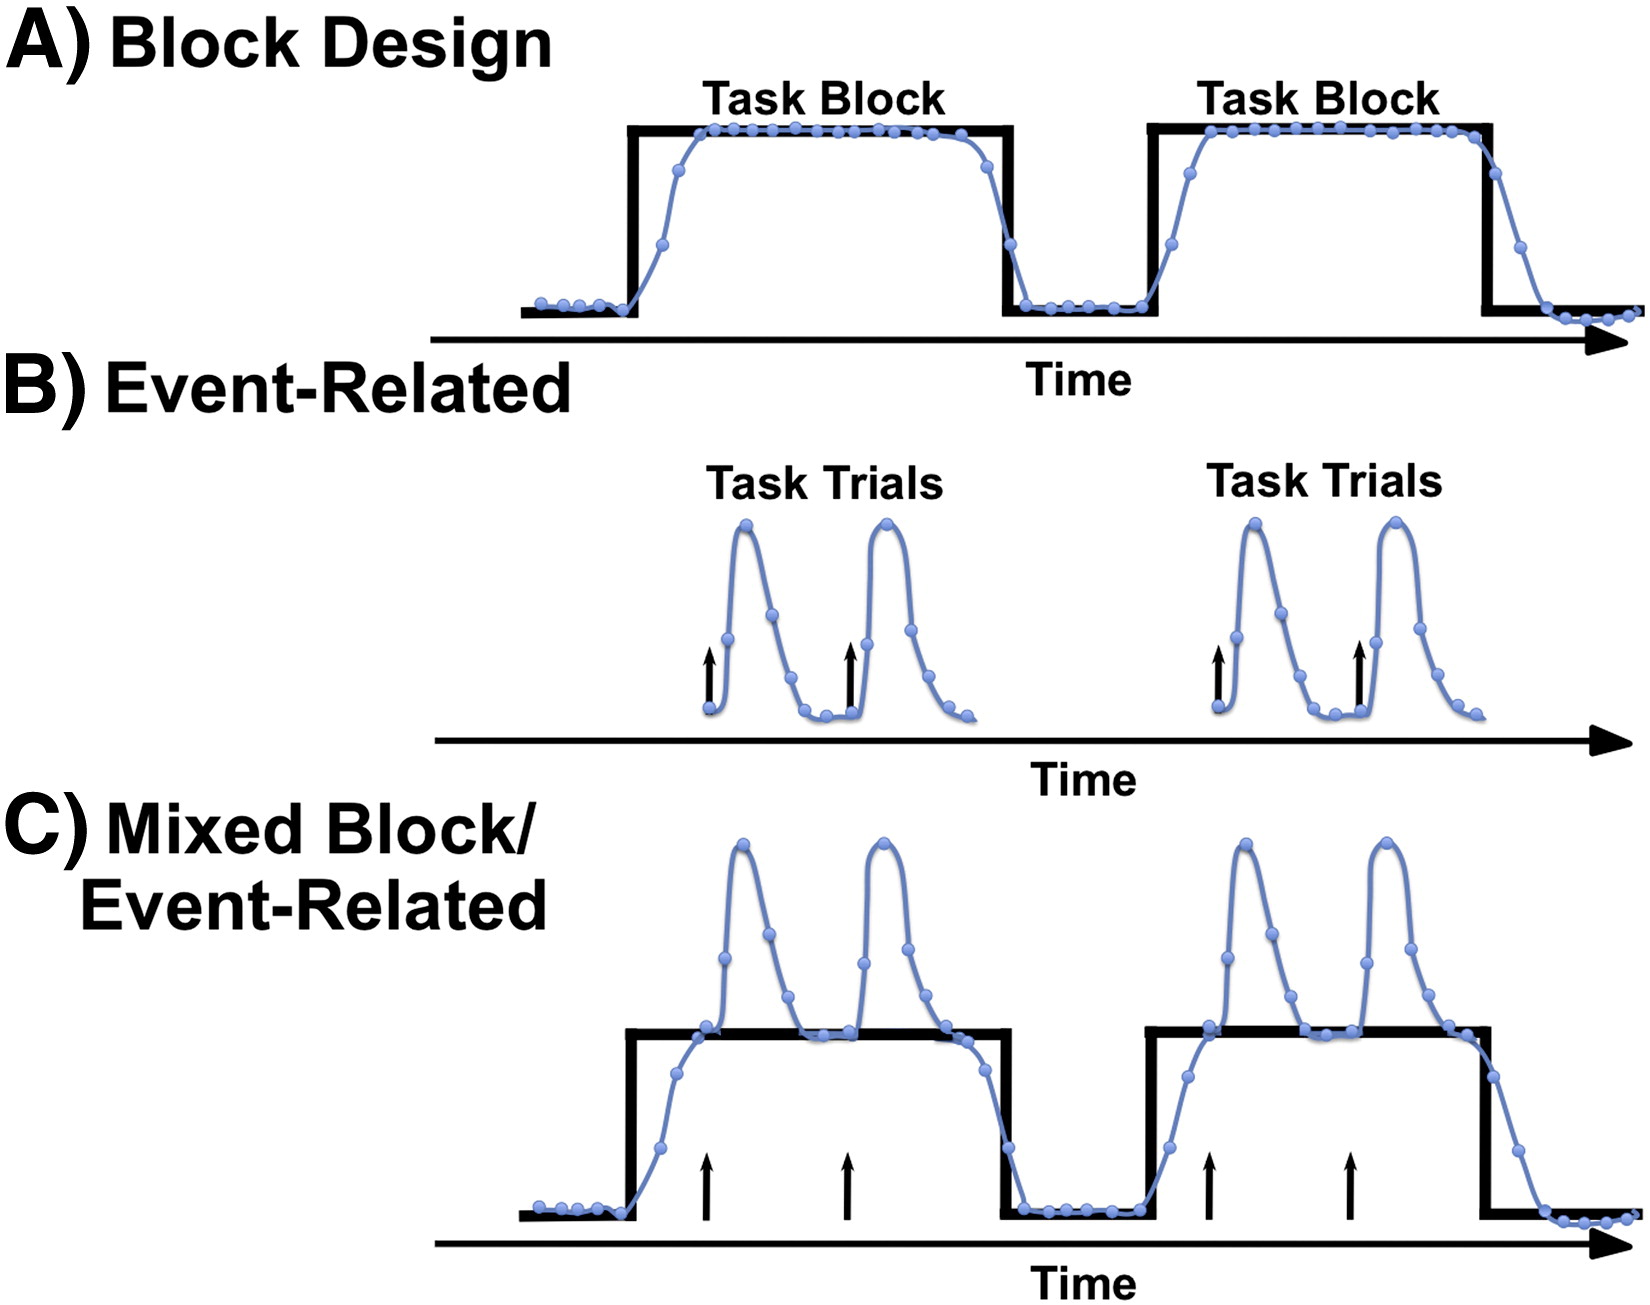 A) Block Design
Task Block
Task Block
Time
B) Event-Related
Task Trials
Task Trials
Time
C) Mixed Block/
Event-Related
Time